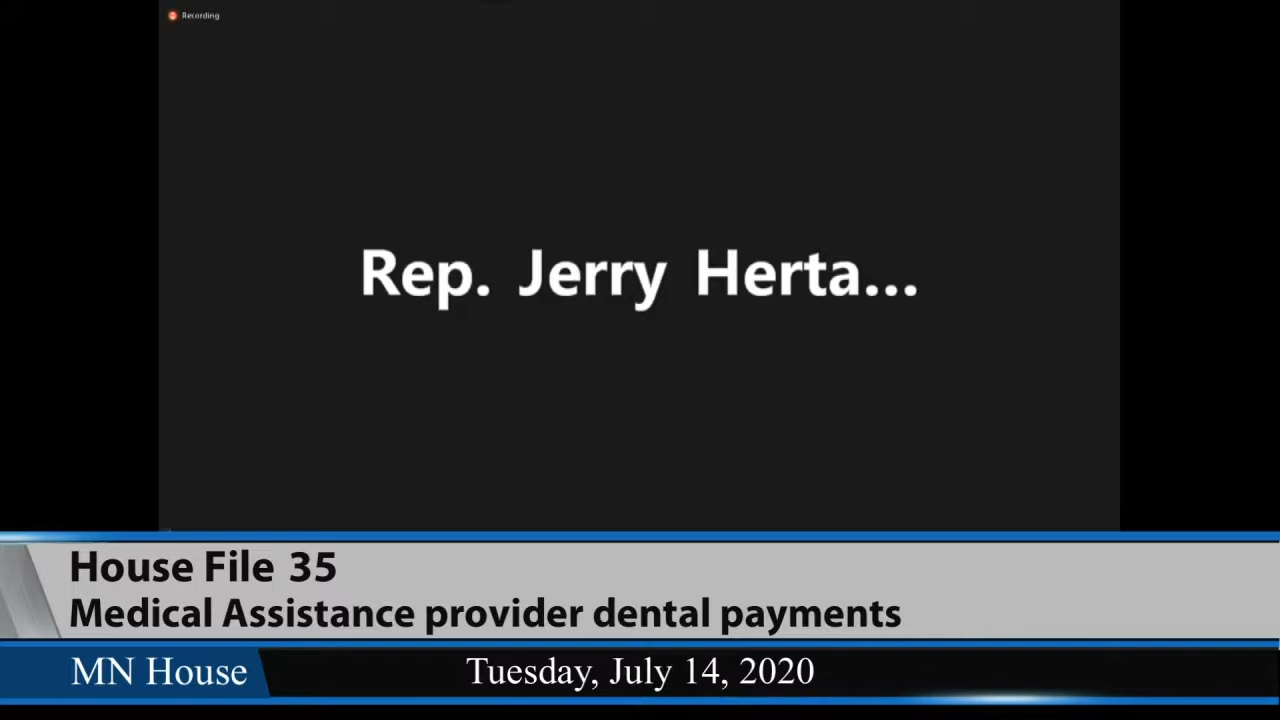 Recording
Rep. Jerry Herta...
House File 35
Medical Assistance provider dental payments
MN House
Tuesday, July 14, 2020